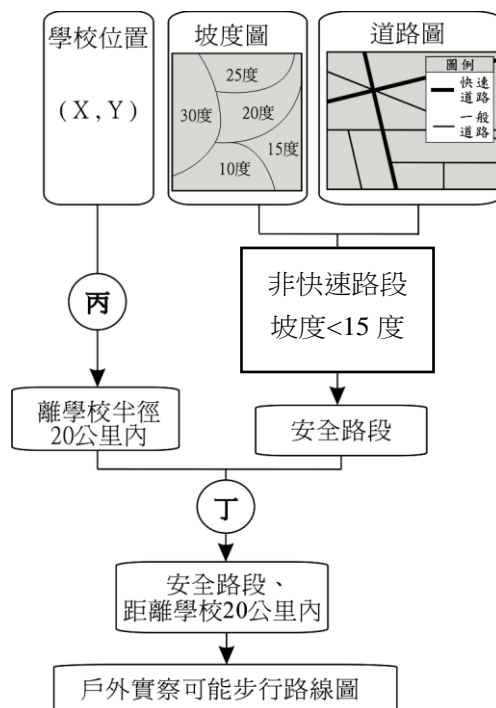 學校位置
(X,Y)
坡度圖
25度
30度
20度
15度
10度
道路圖
圖例
快速
道路
一般
道路
丙
非快速路段
坡度<15 度
離學校半徑
20公里內
安全路段
丁
安全路段、
距離學校20公里內
戶外實察可能步行路線圖